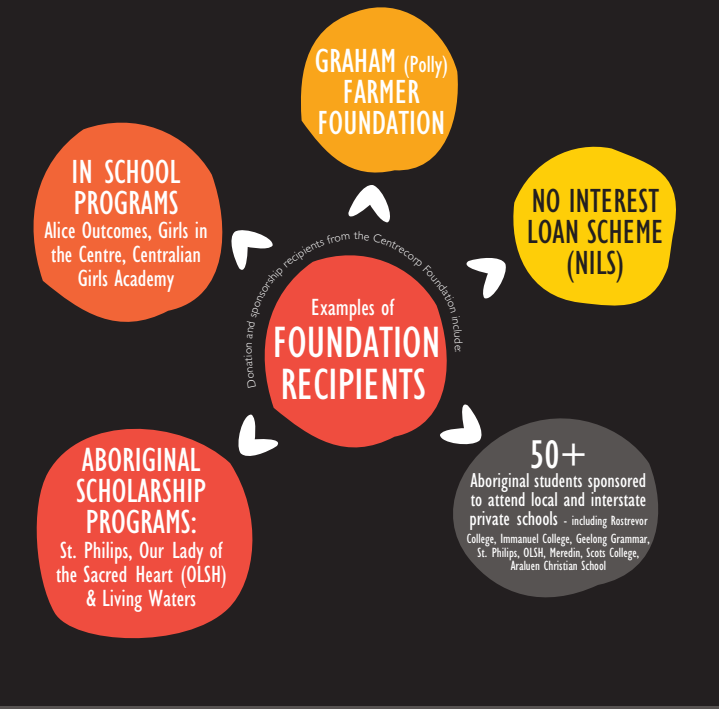 GRAHAM (Polly)
FARMER
FOUNDATION
IN SCHOOL
PROGRAMS
Alice Outcomes, Girls in
the Centre, Centralian
Girls Academy
NO INTEREST
LOAN SCHEME
(NILS)
Donation and sponsorship recipients from the Centrecorp Foundation include:
Examples of
FOUNDATION
RECIPIENTS
ABORIGINAL
SCHOLARSHIP
PROGRAMS:
St. Philips, Our Lady of
the Sacred Heart (OLSH)
& Living Waters
50+
Aboriginal students sponsored
to attend local and interstate
private schools - including Rostrevor
College, Immanuel College, Geelong Grammar,
St. Philips, OLSH, Meredin, Scots College,
Araluen Christian School